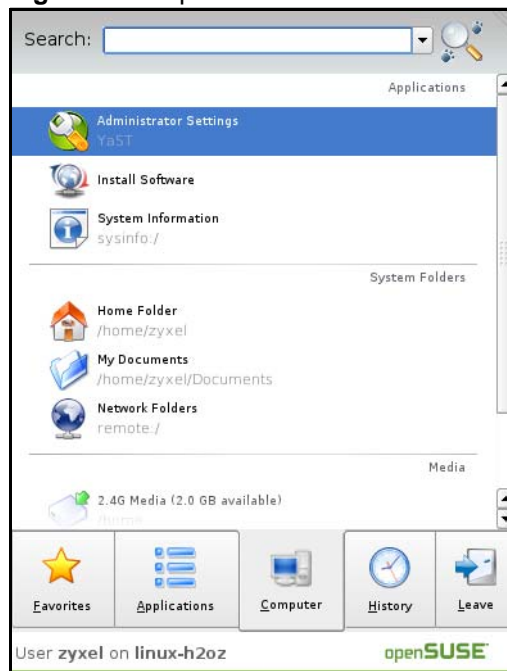 Search:
Applications
Administrator Settings
YaST
Install Software
System Information
sysinfo:/
System Folders
Home Folder
/home/zyxel
My Documents
/home/zyxel/Documents
Network Folders
remote:/
Media
2.4G Media (2.0 GB available)
/home
Favorites
Applications
Computer
History
Leave
User zyxel on linux-h2oz
openSUSE